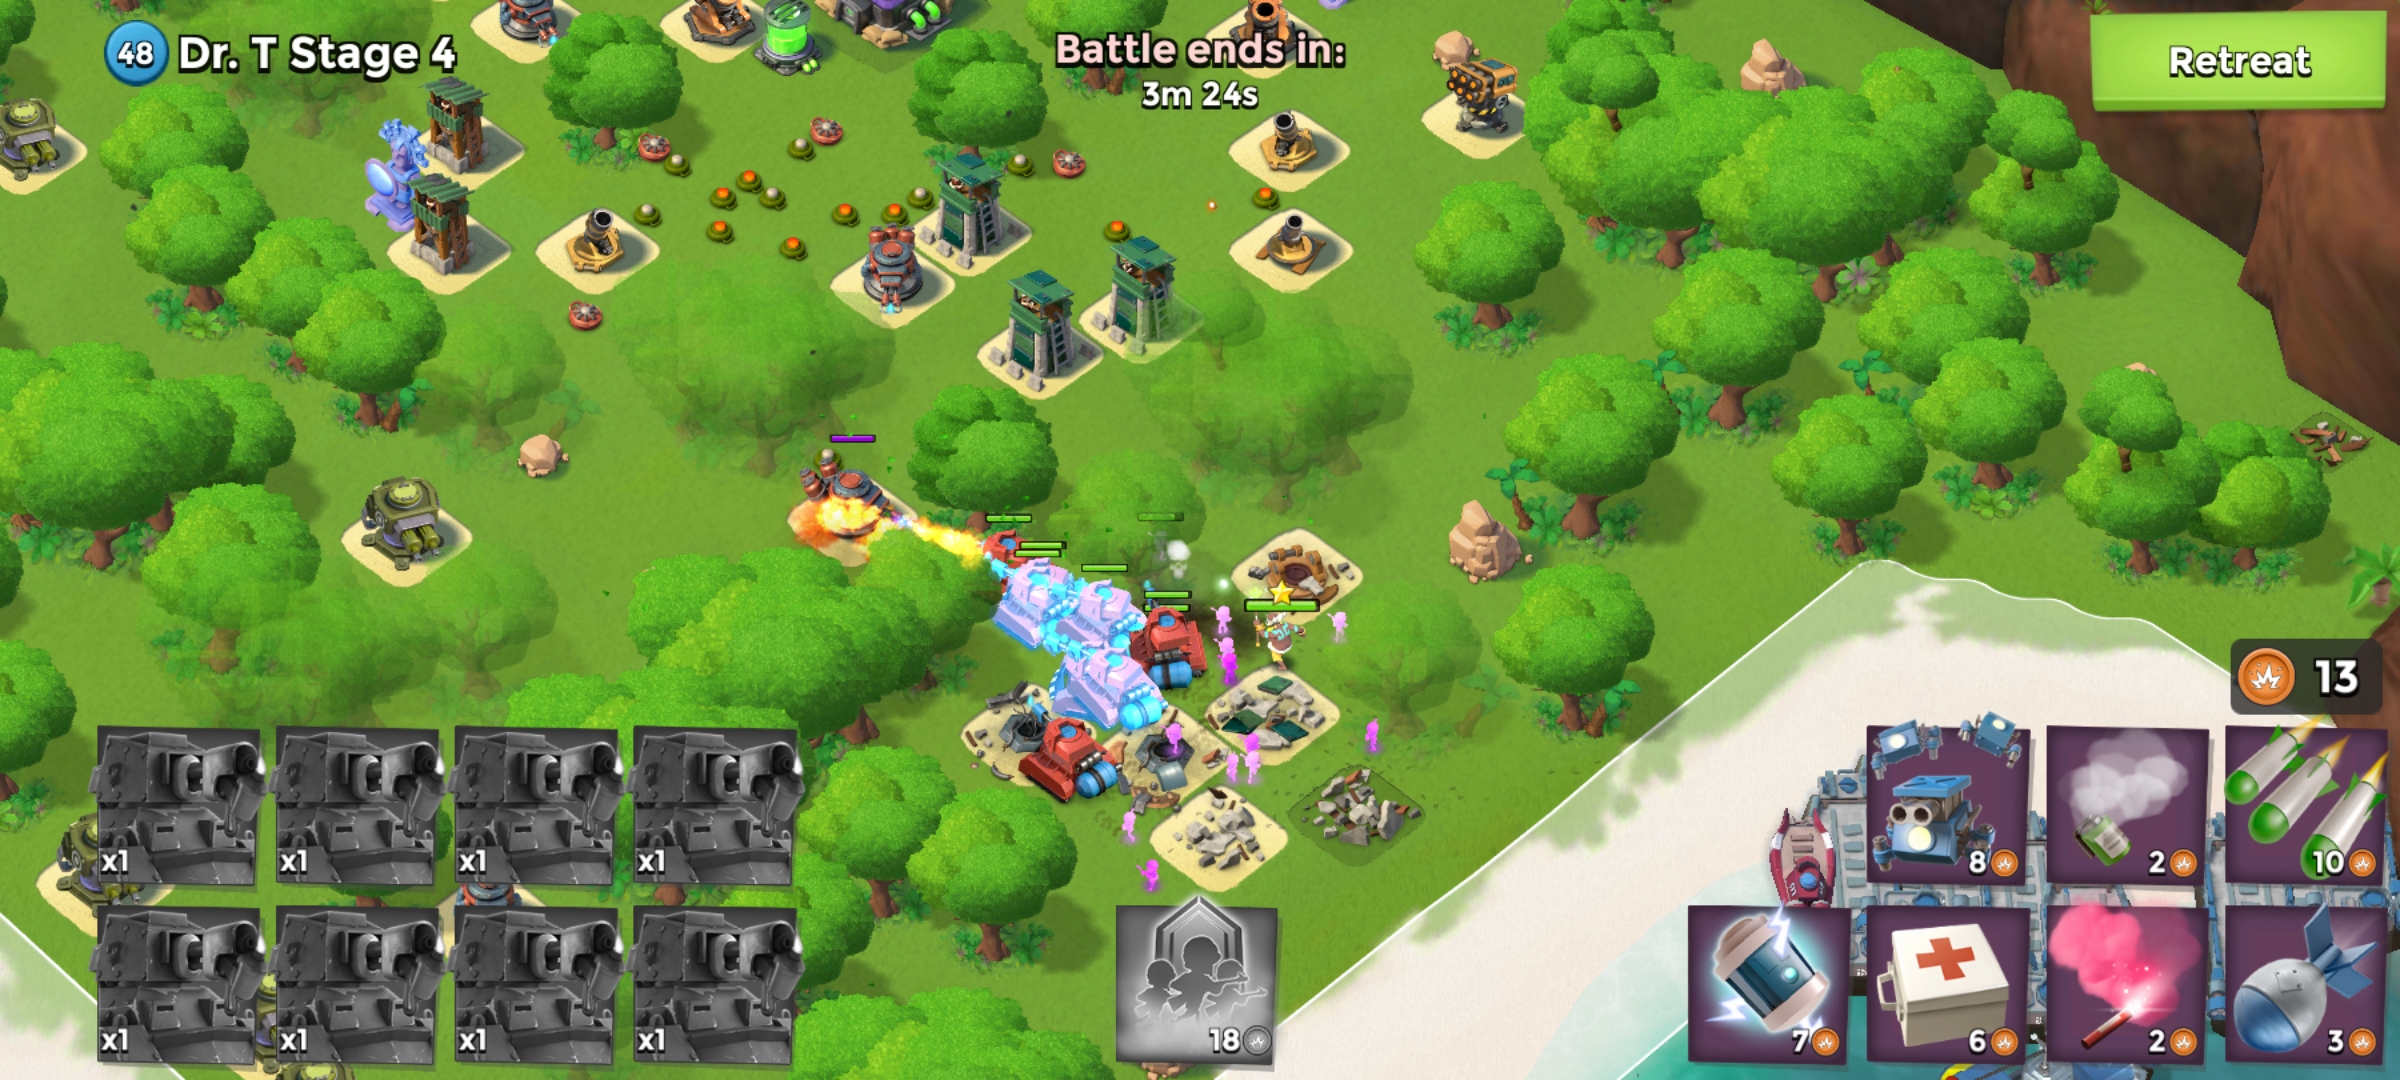 48 Dr. T Stage 4
Battle ends in:
3m 24s
Retreat
13
8
2
10
7
6
2
3
x1
x1
x1
x1
x1
x1
x1
x1
18